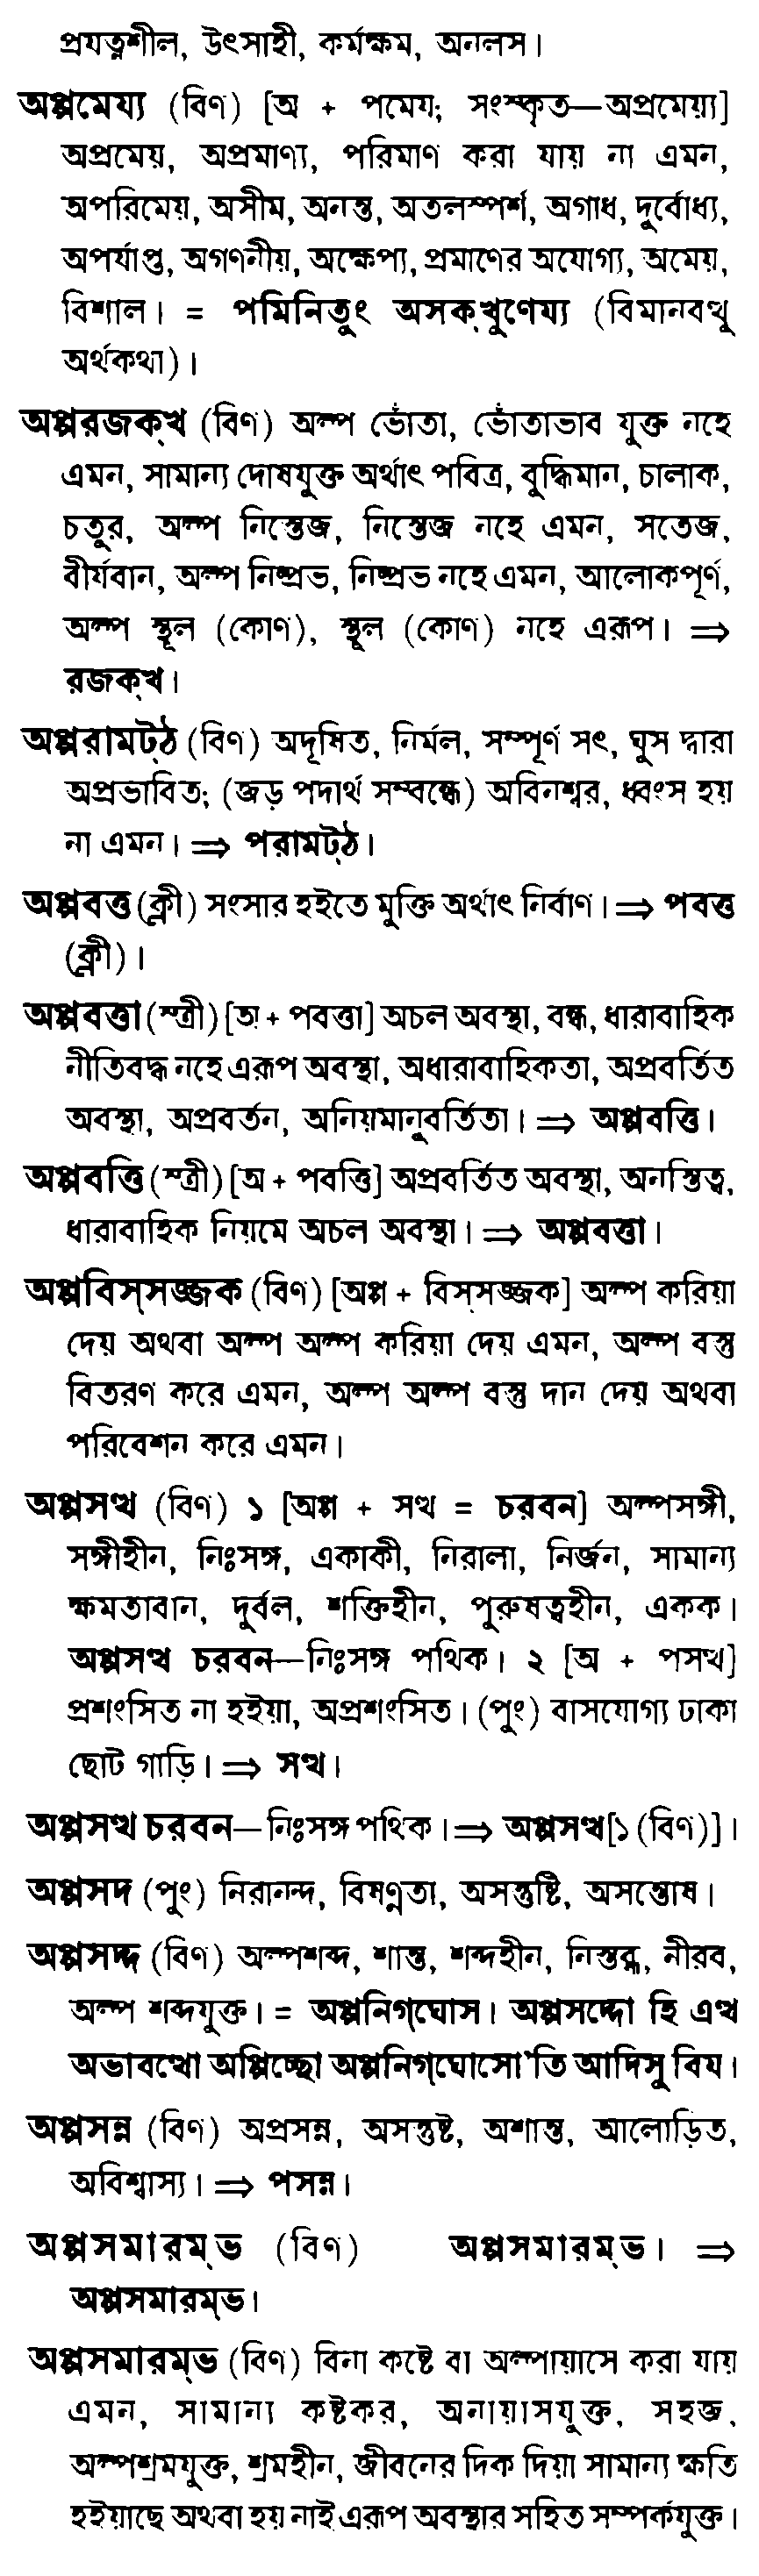 প্রযত্নশীল, উৎসাহী, কর্মক্ষম, অনলস।
অপ্পমেয্য (বিণ) [অ + পমেয; সংস্কৃত—অপ্রমেয়্য]
অপ্রমেয়, অপ্রমাণ্য, পরিমাণ করা যায় না এমন,
অপরিমেয়, অসীম, অনন্ত, অতলস্পর্শ, অগাধ, দুর্বোধ্য,
অপর্যাপ্ত, অগণনীয়, অক্ষেপ্য, প্রমাণের অযোগ্য, অমেয়,
বিশাল। = পমিনিতুং অসক্খুণেয্য (বিমানবত্থু
অর্থকথা)।
অপ্পরজক্খ (বিণ) অল্প ভোঁতা, ভোঁতাভাব যুক্ত নহে
এমন, সামান্য দোষযুক্ত অর্থাৎ পবিত্র, বুদ্ধিমান, চালাক,
চতুর, অল্প নিস্তেজ, নিস্তেজ নহে এমন, সতেজ,
বীর্যবান, অল্প নিষ্প্রভ, নিষ্প্রভ নহে এমন, আলোকপূর্ণ,
অল্প স্থূল (কোণ), স্থূল (কোণ) নহে এরূপ। ⇒
রজক্খ।
অপ্পরামট্ঠ (বিণ) অদূষিত, নির্মল, সম্পূর্ণ সৎ, ঘুস দ্বারা
অপ্রভাবিত; (জড় পদার্থ সম্বন্ধে) অবিনশ্বর, ধ্বংস হয়
না এমন। ⇒ পরামট্ঠ।
অপ্পবত্ত (ক্লী) সংসার হইতে মুক্তি অর্থাৎ নির্বাণ। ⇒ পবত্ত
(ক্লী)।
অপ্পবত্তা (স্ত্রী) [অ + পবত্তা] অচল অবস্থা, বন্ধ, ধারাবাহিক
নীতিবদ্ধ নহে এরূপ অবস্থা, অধারাবাহিকতা, অপ্রবর্তিত
অবস্থা, অপ্রবর্তন, অনিয়মানুবর্তিতা। ⇒ অপ্পবত্তি।
অপ্পবত্তি (স্ত্রী) [অ + পবত্তি] অপ্রবর্তিত অবস্থা, অনস্তিত্ব,
ধারাবাহিক নিয়মে অচল অবস্থা। ⇒ অপ্পবত্তা।
অপ্পবিস্সজ্জক (বিণ) [অপ্প + বিস্সজ্জক] অল্প করিয়া
দেয় অথবা অল্প অল্প করিয়া দেয় এমন, অল্প বস্তু
বিতরণ করে এমন, অল্প অল্প বস্তু দান দেয় অথবা
পরিবেশন করে এমন।
অপ্পসত্থ (বিণ) ১ [অপ্প + সত্থ = চরবন] অল্পসঙ্গী,
সঙ্গীহীন, নিঃসঙ্গ, একাকী, নিরালা, নির্জন, সামান্য
ক্ষমতাবান, দুর্বল, শক্তিহীন, পুরুষত্বহীন, একক।
অপ্পসত্থ চরবন—নিঃসঙ্গ পথিক। ২ [অ + পসত্থ]
প্রশংসিত না হইয়া, অপ্রশংসিত। (পুং) বাসযোগ্য ঢাকা
ছোট গাড়ি। ⇒ সত্থ।
অপ্পসত্থ চরবন—নিঃসঙ্গ পথিক। ⇒ অপ্পসত্থ [১ (বিণ)]।
অপ্পসদ (পুং) নিরানন্দ, বিষণ্নতা, অসন্তুষ্টি, অসন্তোষ।
অপ্পসদ্দ (বিণ) অল্পশব্দ, শান্ত, শব্দহীন, নিস্তব্ধ, নীরব,
অল্প শব্দযুক্ত। = অপ্পনিগ্ঘোস। অপ্পসদ্দো হি এত্থ
অভাবত্থো অপ্পিচ্ছো অপ্পনিগ্ঘোসো'তি আদিসু বিয।
অপ্পসন্ন (বিণ) অপ্রসন্ন, অসন্তুষ্ট, অশান্ত, আলোড়িত,
অবিশ্বাস্য। ⇒ পসন্ন।
অপ্পসমারম্ভ (বিণ) অপ্পসমারম্ভ। ⇒
অপ্পসমারম্ভ।
অপ্পসমারম্ভ (বিণ) বিনা কষ্টে বা অল্পায়াসে করা যায়
এমন, সামান্য কষ্টকর, অনায়াসযুক্ত, সহজ,
অল্পশ্রমযুক্ত, শ্রমহীন, জীবনের দিক দিয়া সামান্য ক্ষতি
হইয়াছে অথবা হয় নাই এরূপ অবস্থার সহিত সম্পর্কযুক্ত।